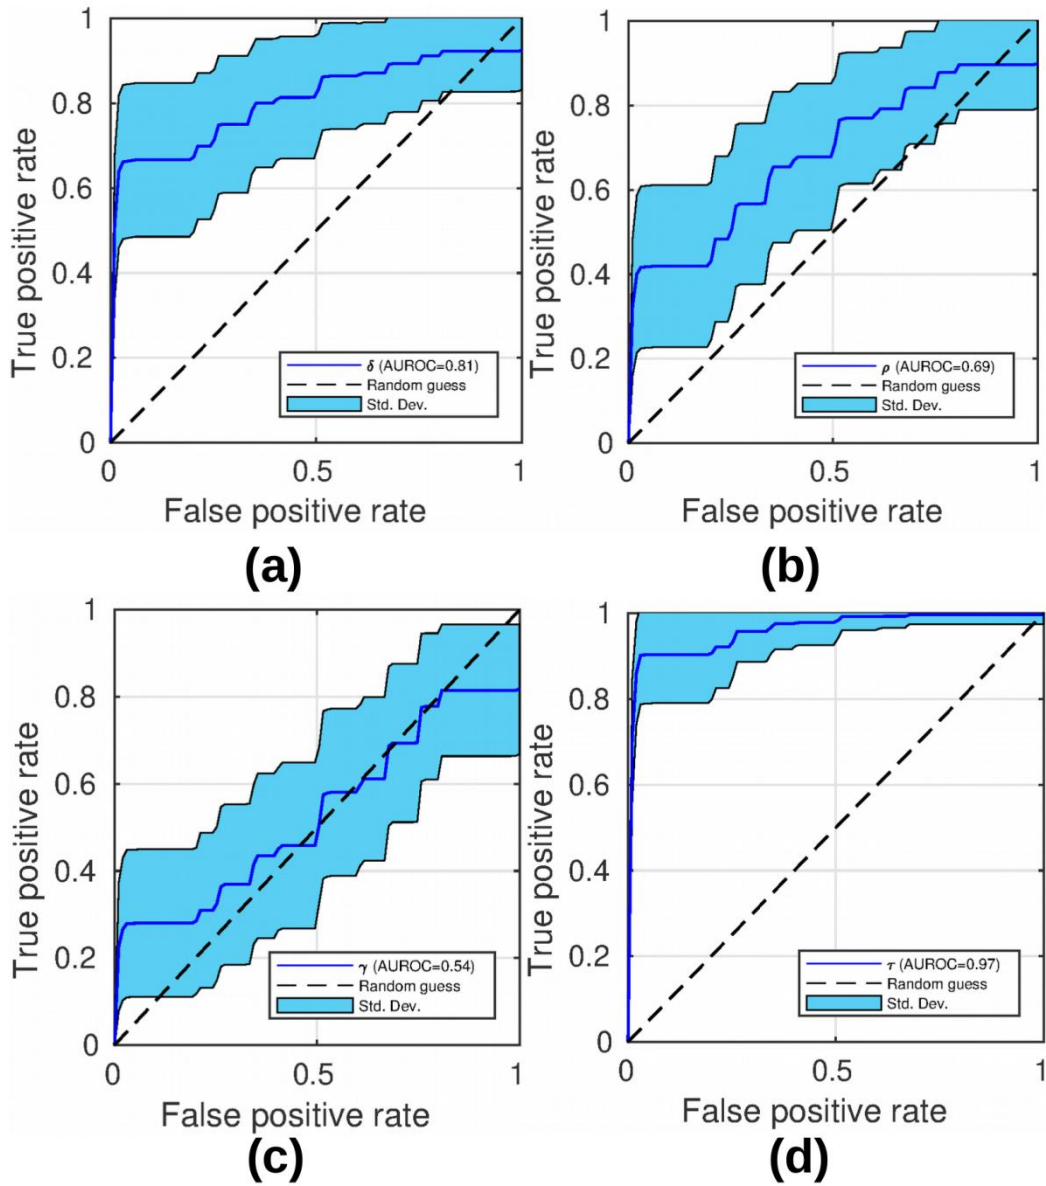 1
0.8
0.6
0.4
0.2
0
True positive rate
δ (AUROC=0.81)
Random guess
Std. Dev.
0
0.5
1
False positive rate
(a)
1
0.8
0.6
0.4
0.2
0
True positive rate
ρ (AUROC=0.69)
Random guess
Std. Dev.
0
0.5
1
False positive rate
(b)
1
0.8
0.6
0.4
0.2
0
True positive rate
γ (AUROC=0.54)
Random guess
Std. Dev.
0
0.5
1
False positive rate
(c)
1
0.8
0.6
0.4
0.2
0
True positive rate
τ (AUROC=0.97)
Random guess
Std. Dev.
0
0.5
1
False positive rate
(d)